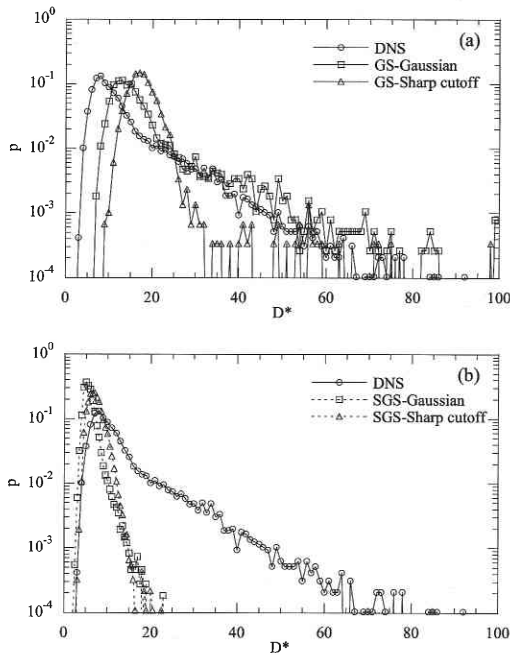 (a)
DNS
GS-Gaussian
GS-Sharp cutoff
p
10^0
10^-1
10^-2
10^-3
10^-4
0 20 40 60 80 100
D*
(b)
DNS
SGS-Gaussian
SGS-Sharp cutoff
p
10^0
10^-1
10^-2
10^-3
10^-4
0 20 40 60 80 100
D*